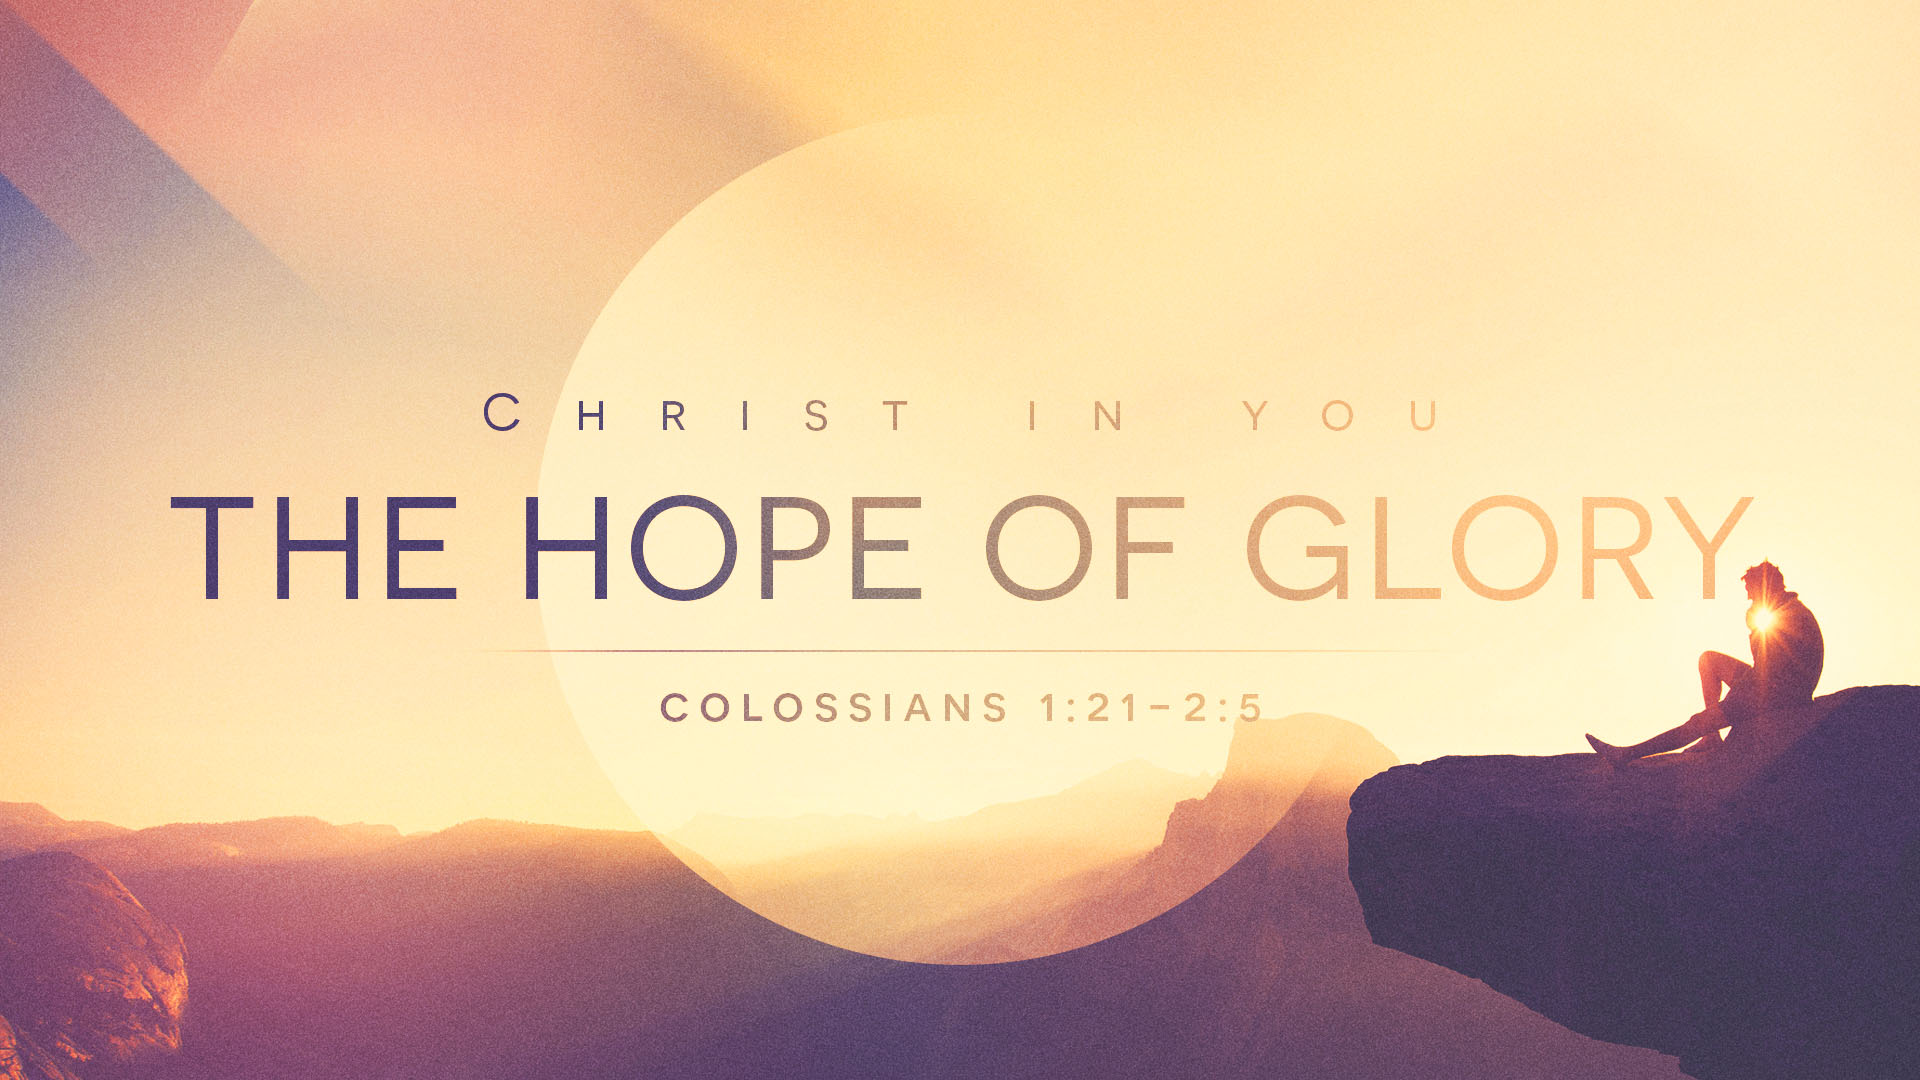 Christ in you
THE HOPE OF GLORY
COLOSSIANS 1:21–2:5